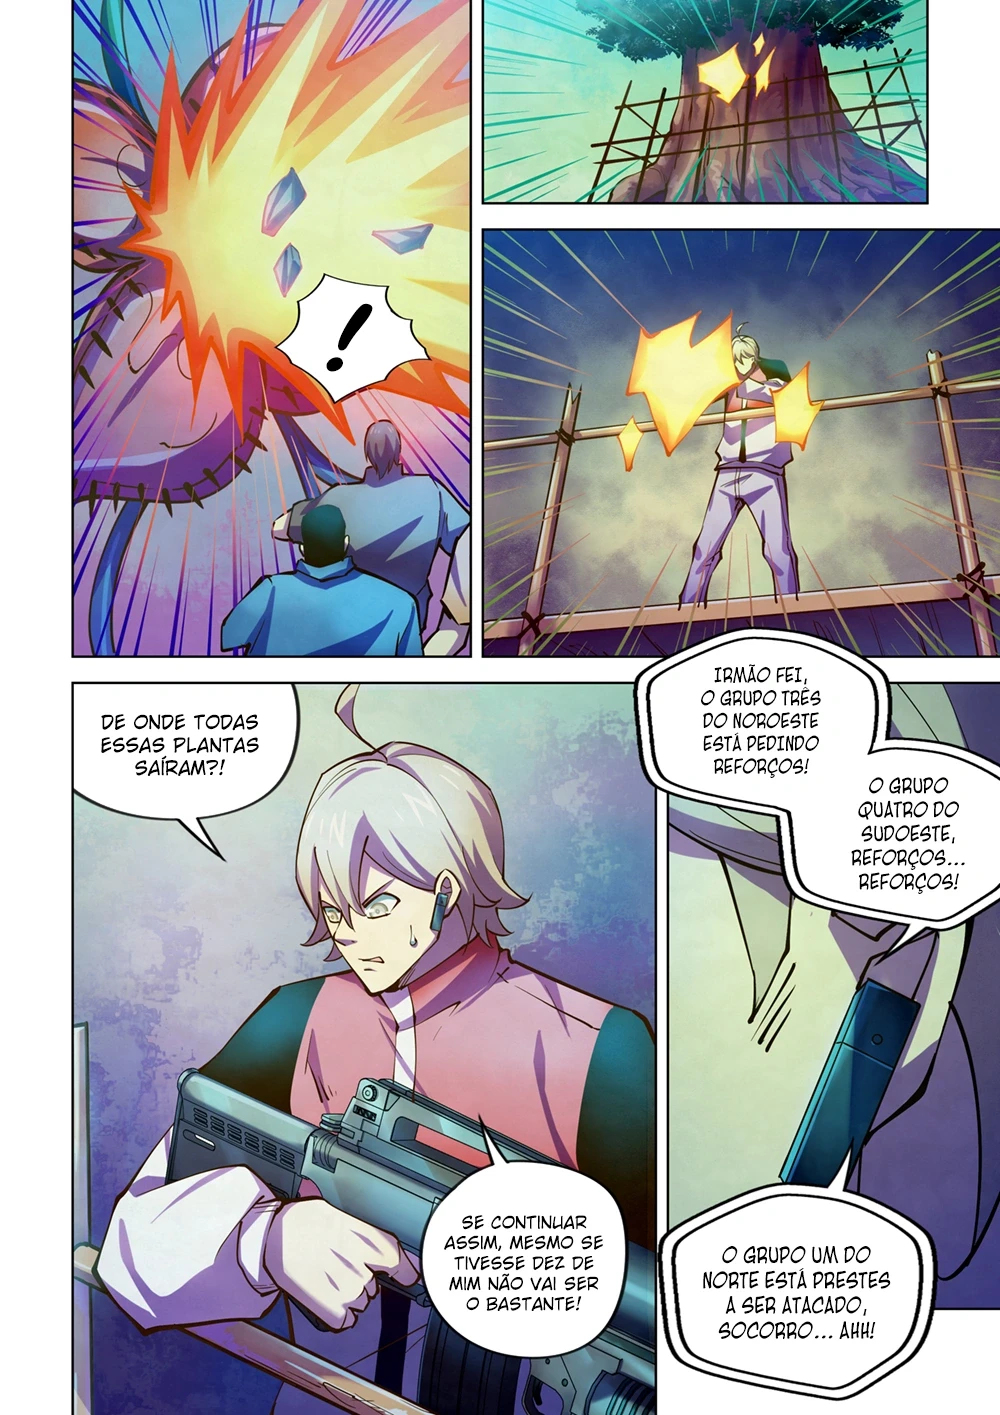 !
DE ONDE TODAS
ESSAS PLANTAS
SAÍRAM?!
IRMÃO FEI,
O GRUPO TRÊS
DO NOROESTE
ESTÁ PEDINDO
REFORÇOS!
O GRUPO
QUATRO DO
SUDOESTE,
REFORÇOS...
REFORÇOS!
SE CONTINUAR
ASSIM, MESMO SE
TIVESSE DEZ DE
MIM NÃO VAI SER
O BASTANTE!
O GRUPO UM DO
NORTE ESTÁ PRESTES
A SER ATACADO,
SOCORRO... AHH!